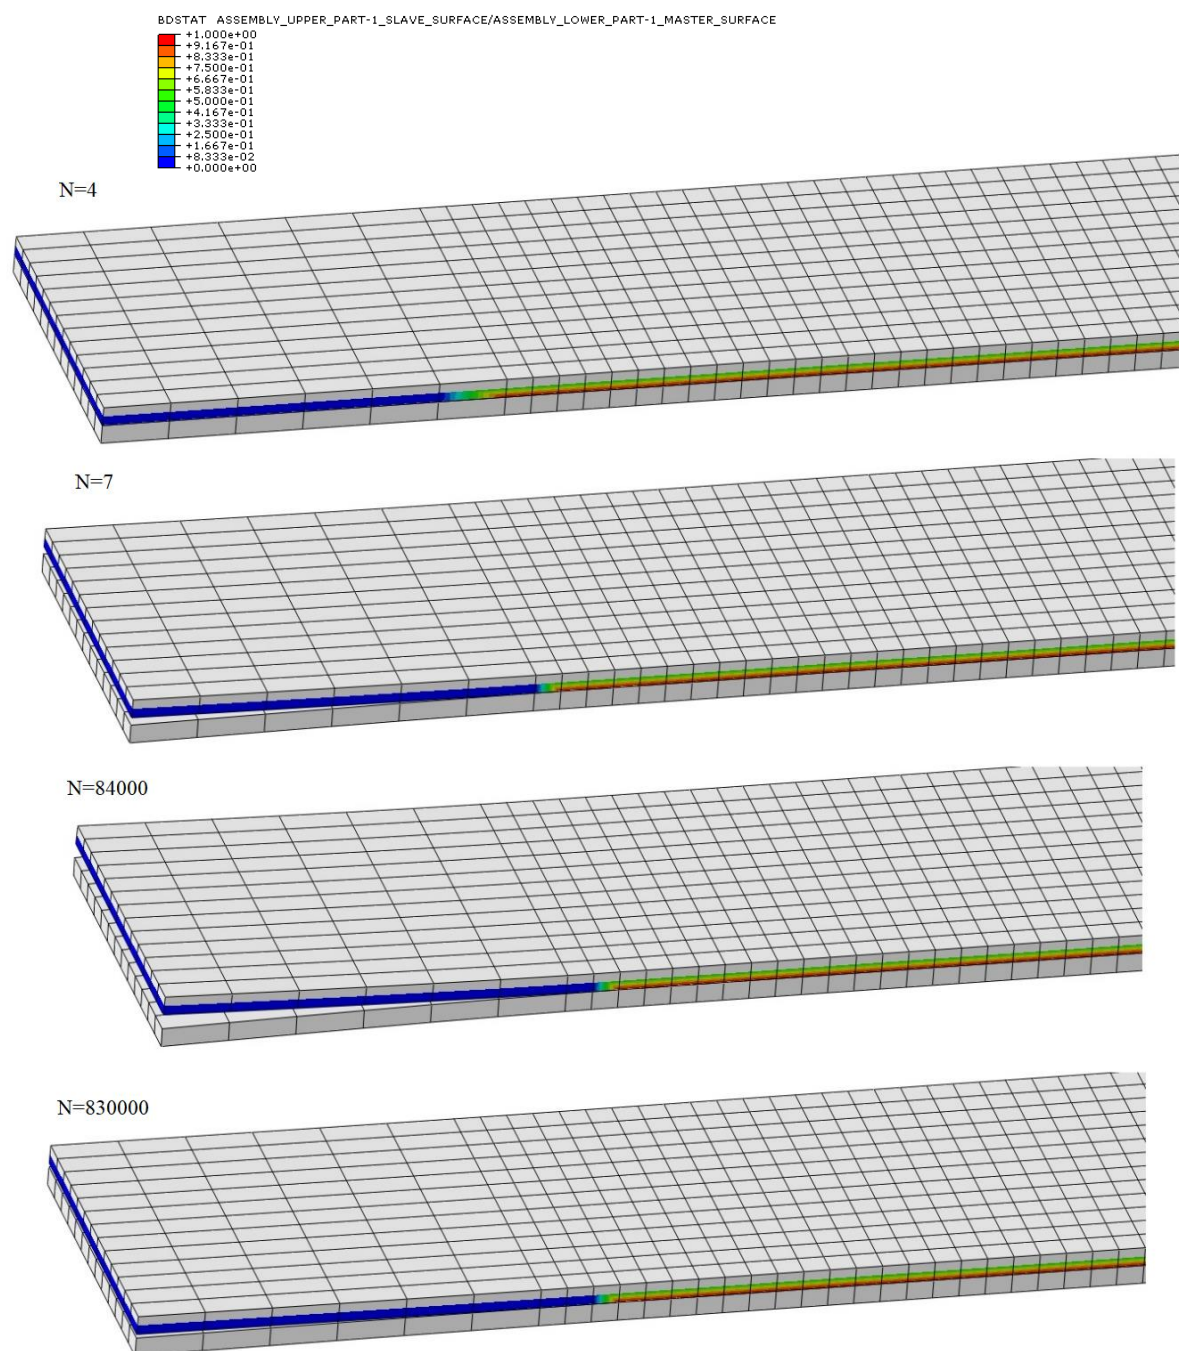 BDSTAT ASSEMBLY_UPPER_PART-1_SLAVE_SURFACE/ASSEMBLY_LOWER_PART-1_MASTER_SURFACE
+1.000e+00
+9.167e-01
+8.333e-01
+7.500e-01
+6.667e-01
+5.833e-01
+5.000e-01
+4.167e-01
+3.333e-01
+2.500e-01
+1.667e-01
+8.333e-02
+0.000e+00
N=4
N=7
N=84000
N=830000